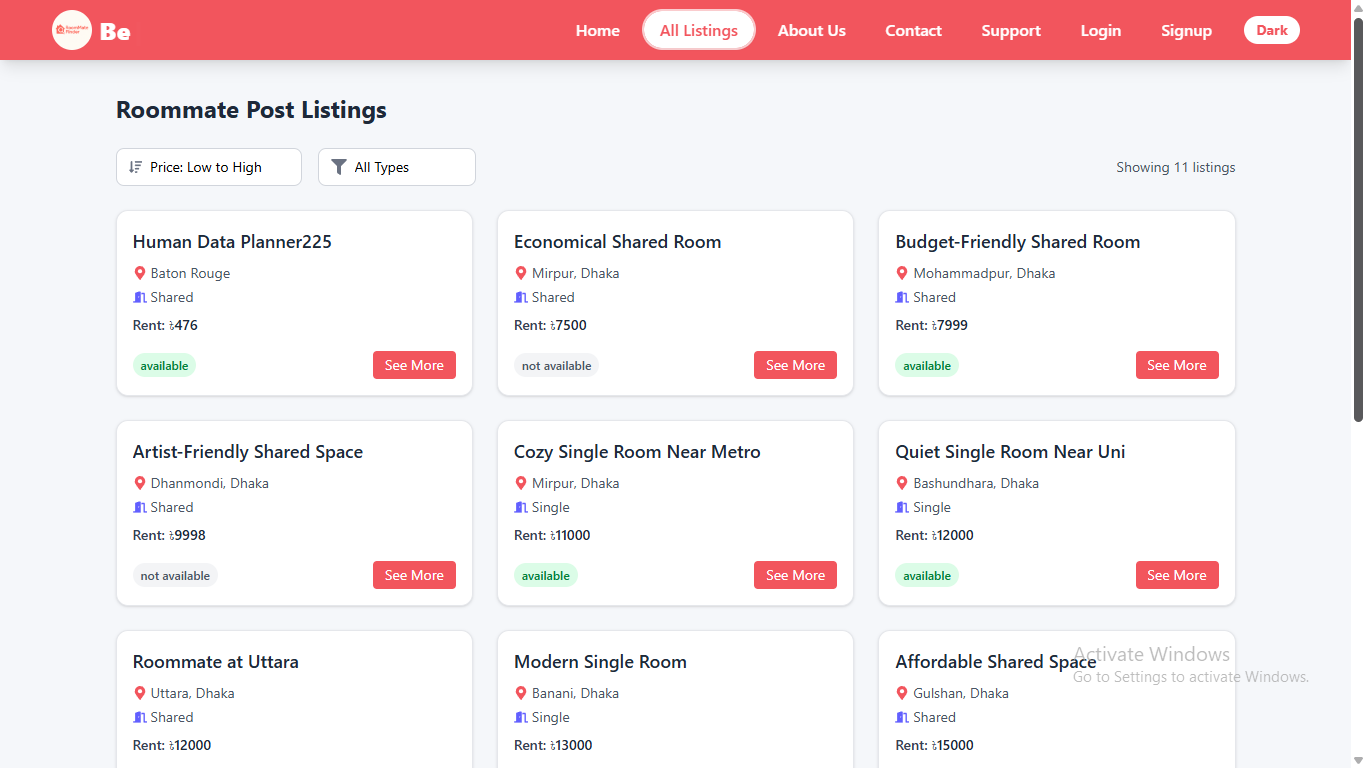 RoomMate
Finder
Be
Home
All Listings
About Us
Contact
Support
Login
Signup
Dark
Roommate Post Listings
Price: Low to High
All Types
Showing 11 listings
Human Data Planner225
Baton Rouge
Shared
Rent: ৳476
available
See More
Economical Shared Room
Mirpur, Dhaka
Shared
Rent: ৳7500
not available
See More
Budget-Friendly Shared Room
Mohammadpur, Dhaka
Shared
Rent: ৳7999
available
See More
Artist-Friendly Shared Space
Dhanmondi, Dhaka
Shared
Rent: ৳9998
not available
See More
Cozy Single Room Near Metro
Mirpur, Dhaka
Single
Rent: ৳11000
available
See More
Quiet Single Room Near Uni
Bashundhara, Dhaka
Single
Rent: ৳12000
available
See More
Roommate at Uttara
Uttara, Dhaka
Shared
Rent: ৳12000
Modern Single Room
Banani, Dhaka
Single
Rent: ৳13000
Affordable Shared Space
Gulshan, Dhaka
Shared
Rent: ৳15000
Activate Windows
Go to Settings to activate Windows.